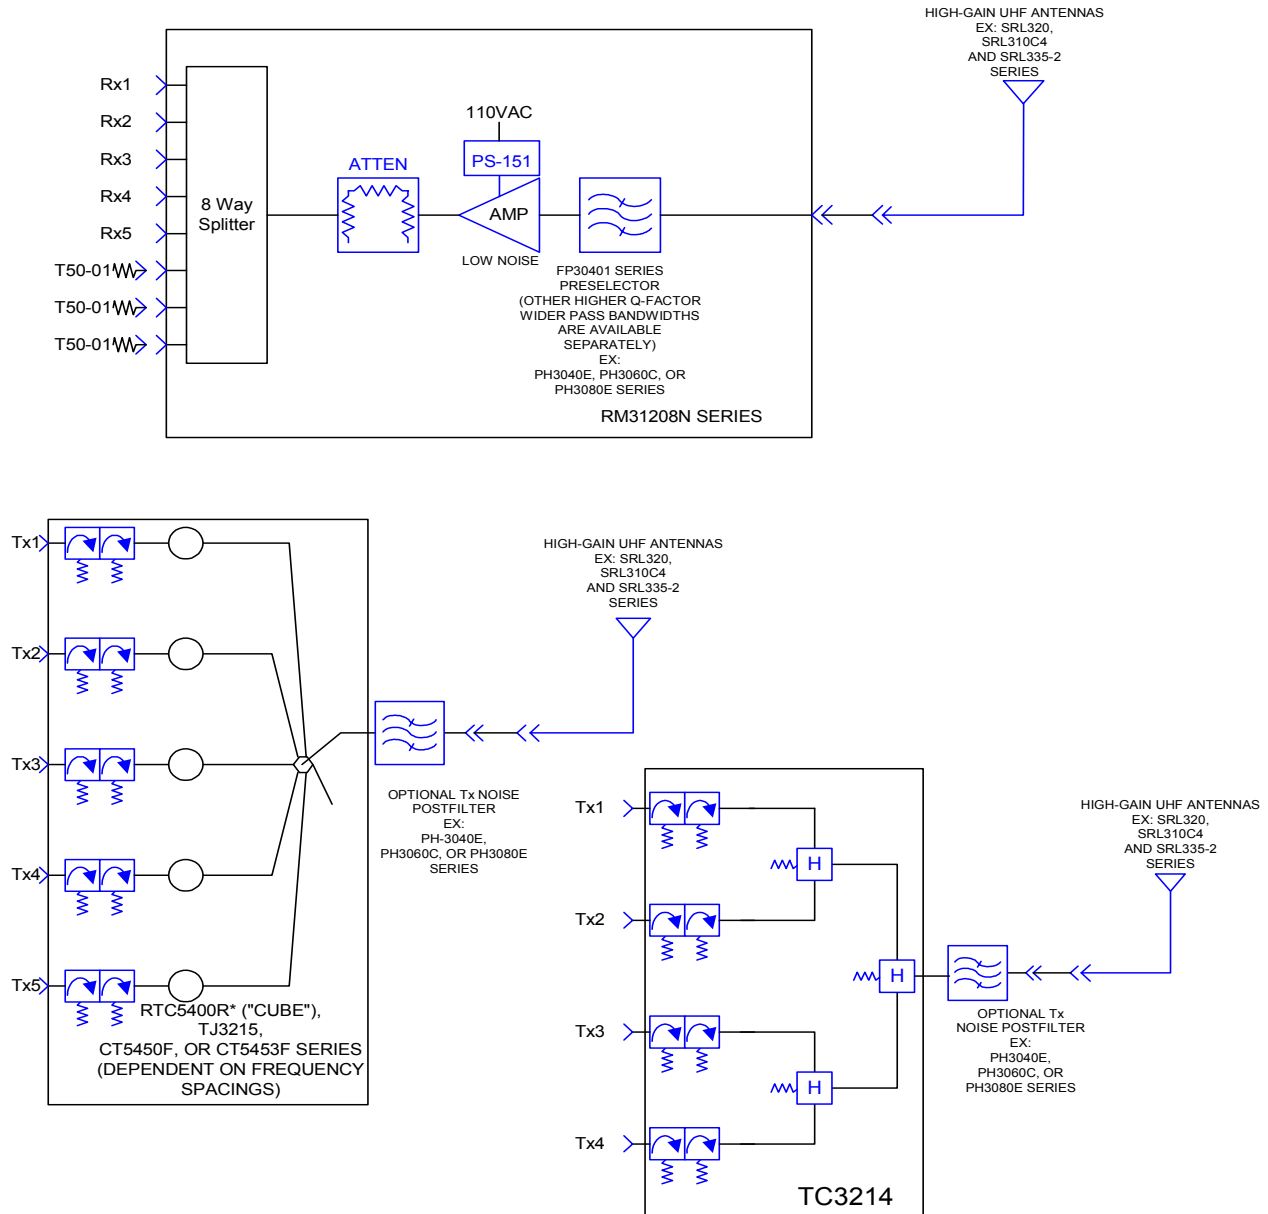 HIGH-GAIN UHF ANTENNAS
EX: SRL320,
SRL310C4
AND SRL335-2
SERIES
Rx1
Rx2
Rx3
Rx4
Rx5
T50-01
T50-01
T50-01
8 Way
Splitter
ATTEN
110VAC
PS-151
AMP
LOW NOISE
FP30401 SERIES
PRESELECTOR
(OTHER HIGHER Q-FACTOR
WIDER PASS BANDWIDTHS
ARE AVAILABLE
SEPARATELY)
EX:
PH3040E, PH3060C, OR
PH3080E SERIES
RM31208N SERIES
Tx1
Tx2
Tx3
Tx4
Tx5
RTC5400R* ("CUBE"),
TJ3215,
CT5450F, OR CT5453F SERIES
(DEPENDENT ON FREQUENCY
SPACINGS)
HIGH-GAIN UHF ANTENNAS
EX: SRL320,
SRL310C4
AND SRL335-2
SERIES
OPTIONAL Tx NOISE
POSTFILTER
EX:
PH-3040E,
PH3060C, OR PH3080E
SERIES
Tx1
Tx2
Tx3
Tx4
H
H
H
TC3214
HIGH-GAIN UHF ANTENNAS
EX: SRL320,
SRL310C4
AND SRL335-2
SERIES
OPTIONAL Tx
NOISE POSTFILTER
EX:
PH3040E,
PH3060C, OR
PH3080E SERIES